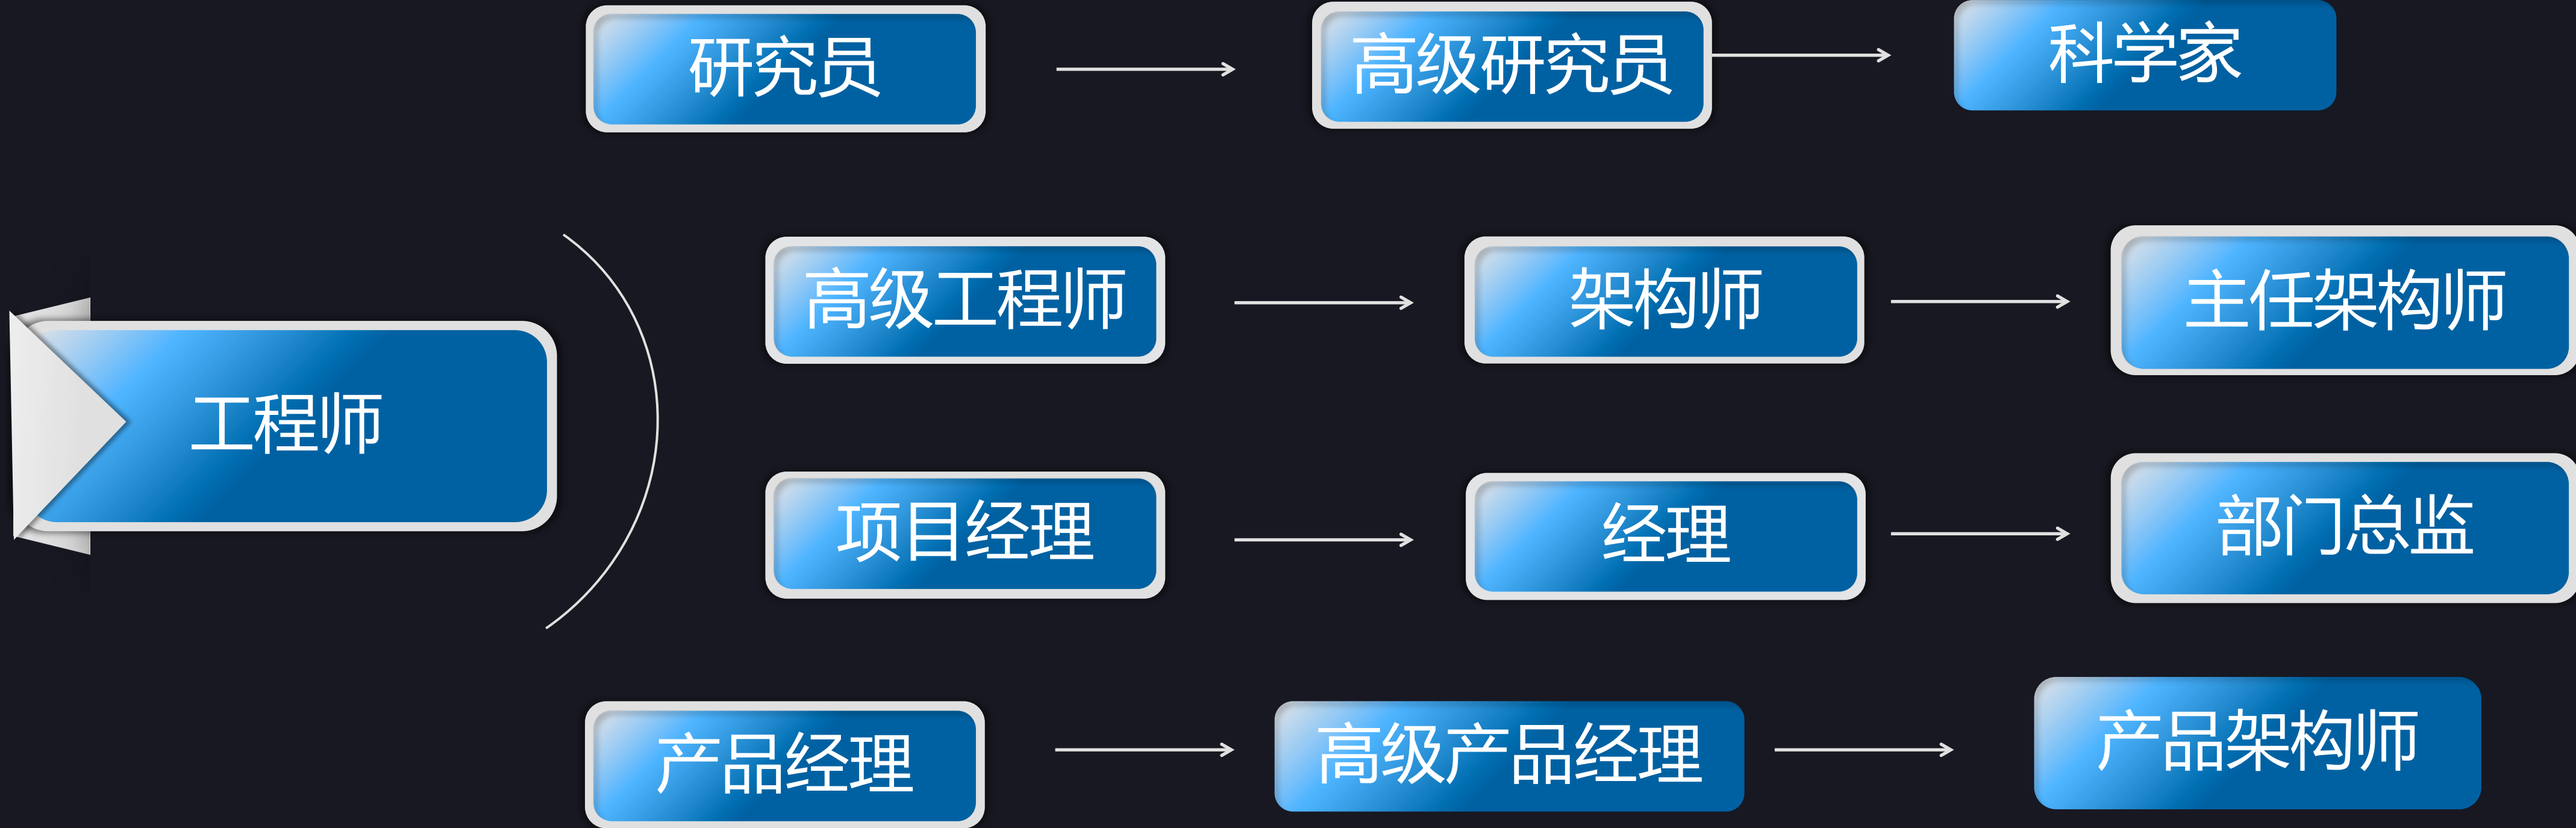 研究员
高级研究员
科学家
工程师
高级工程师
架构师
主任架构师
项目经理
经理
部门总监
产品经理
高级产品经理
产品架构师